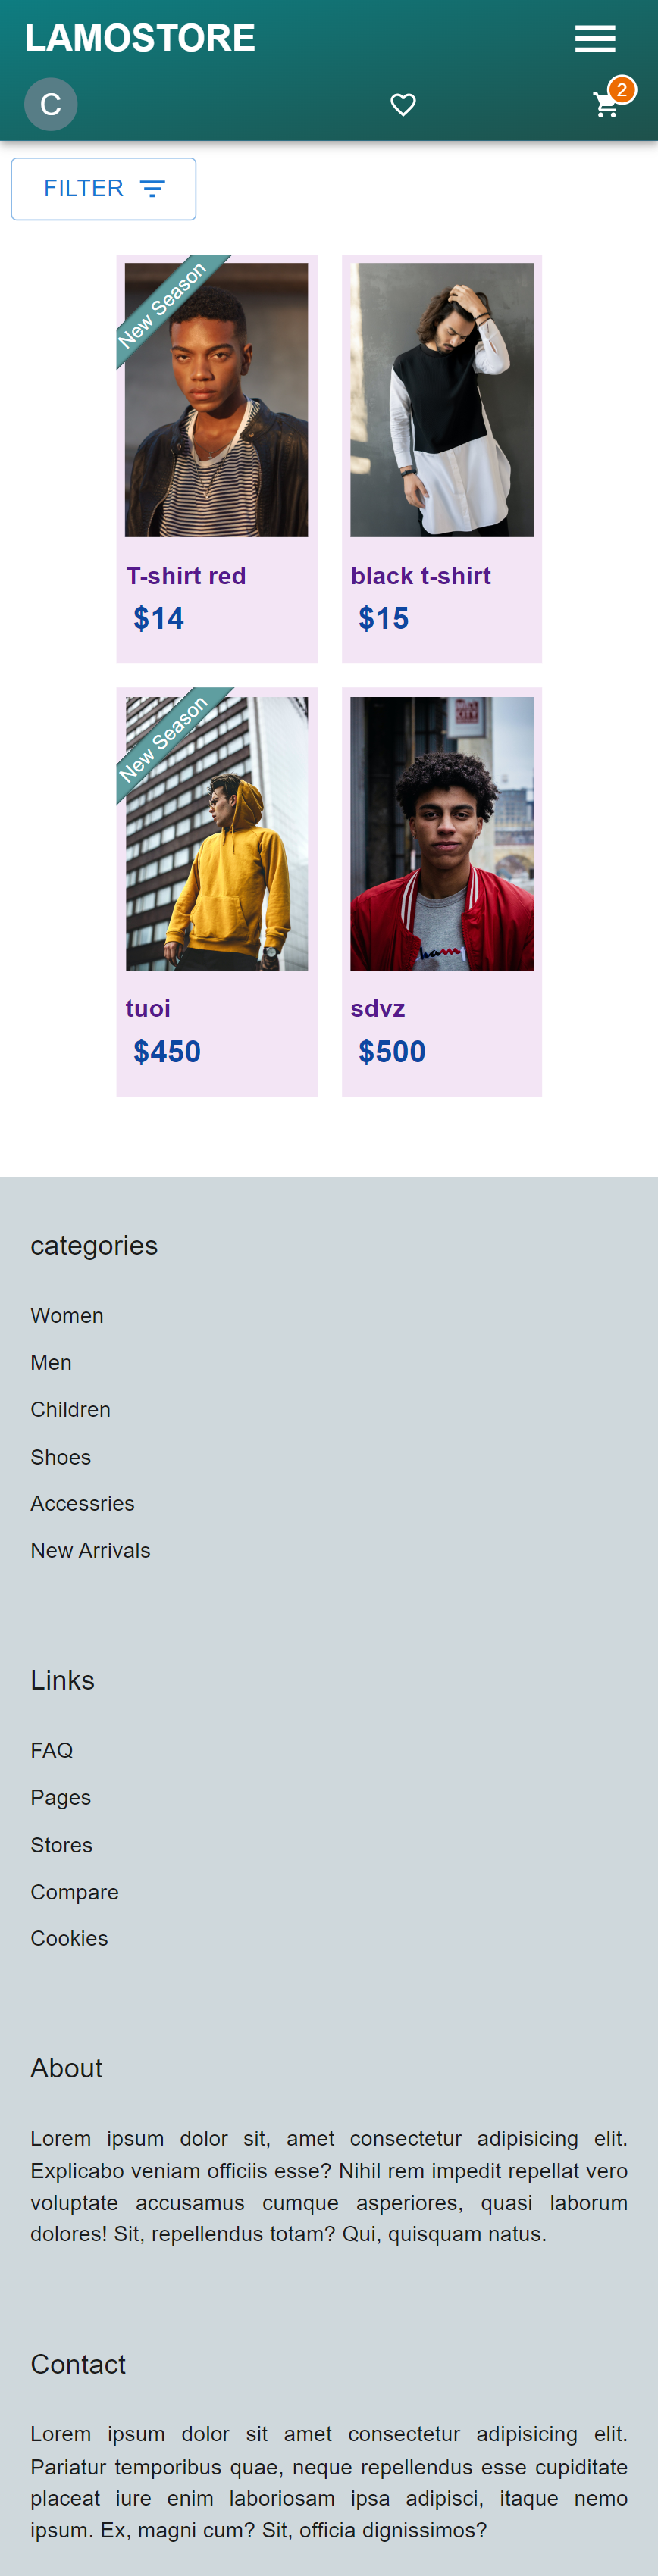 LAMOSTORE
C
2
FILTER
New Season
T-shirt red
$14
black t-shirt
$15
New Season
tuoi
$450
sdvz
$500
categories
Women
Men
Children
Shoes
Accessries
New Arrivals
Links
FAQ
Pages
Stores
Compare
Cookies
About
Lorem ipsum dolor sit, amet consectetur adipisicing elit.
Explicabo veniam officiis esse? Nihil rem impedit repellat vero
voluptate accusamus cumque asperiores, quasi laborum
dolores! Sit, repellendus totam? Qui, quisquam natus.
Contact
Lorem ipsum dolor sit amet consectetur adipisicing elit.
Pariatur temporibus quae, neque repellendus esse cupiditate
placeat iure enim laboriosam ipsa adipisci, itaque nemo
ipsum. Ex, magni cum? Sit, officia dignissimos?